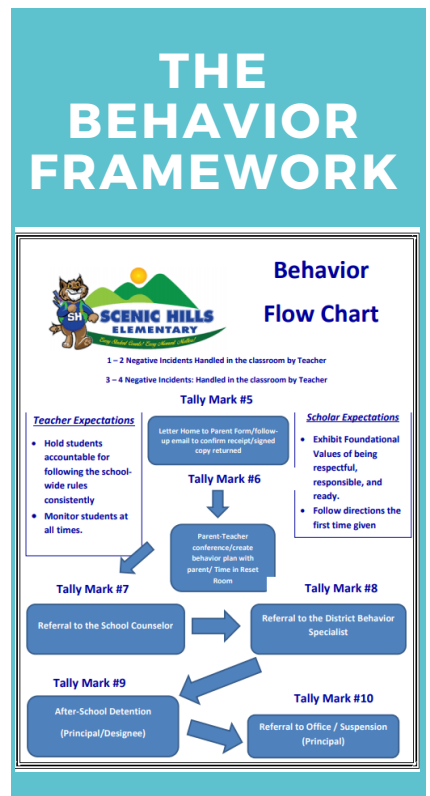 THE
BEHAVIOR
FRAMEWORK
Behavior
Flow Chart
SH
SCENIC HILLS
ELEMENTARY
1 – 2 Negative Incidents Handled in the classroom by Teacher
3 – 4 Negative Incidents: Handled in the classroom by Teacher
Tally Mark #5
Teacher Expectations
• Hold students
accountable for
following the school-
wide rules
consistently
• Monitor students at
all times.
Letter Home to Parent Form/follow-
up email to confirm receipt/signed
copy returned
Scholar Expectations
• Exhibit Foundational
Values of being
respectful,
responsible, and
ready.
• Follow directions the
first time given
Tally Mark #6
Parent-Teacher
conference/create
behavior plan with
parent/ Time in Reset
Room
Tally Mark #7
Referral to the School Counselor
Tally Mark #8
Referral to the District Behavior
Specialist
Tally Mark #9
After-School Detention
(Principal/Designee)
Tally Mark #10
Referral to Office / Suspension
(Principal)